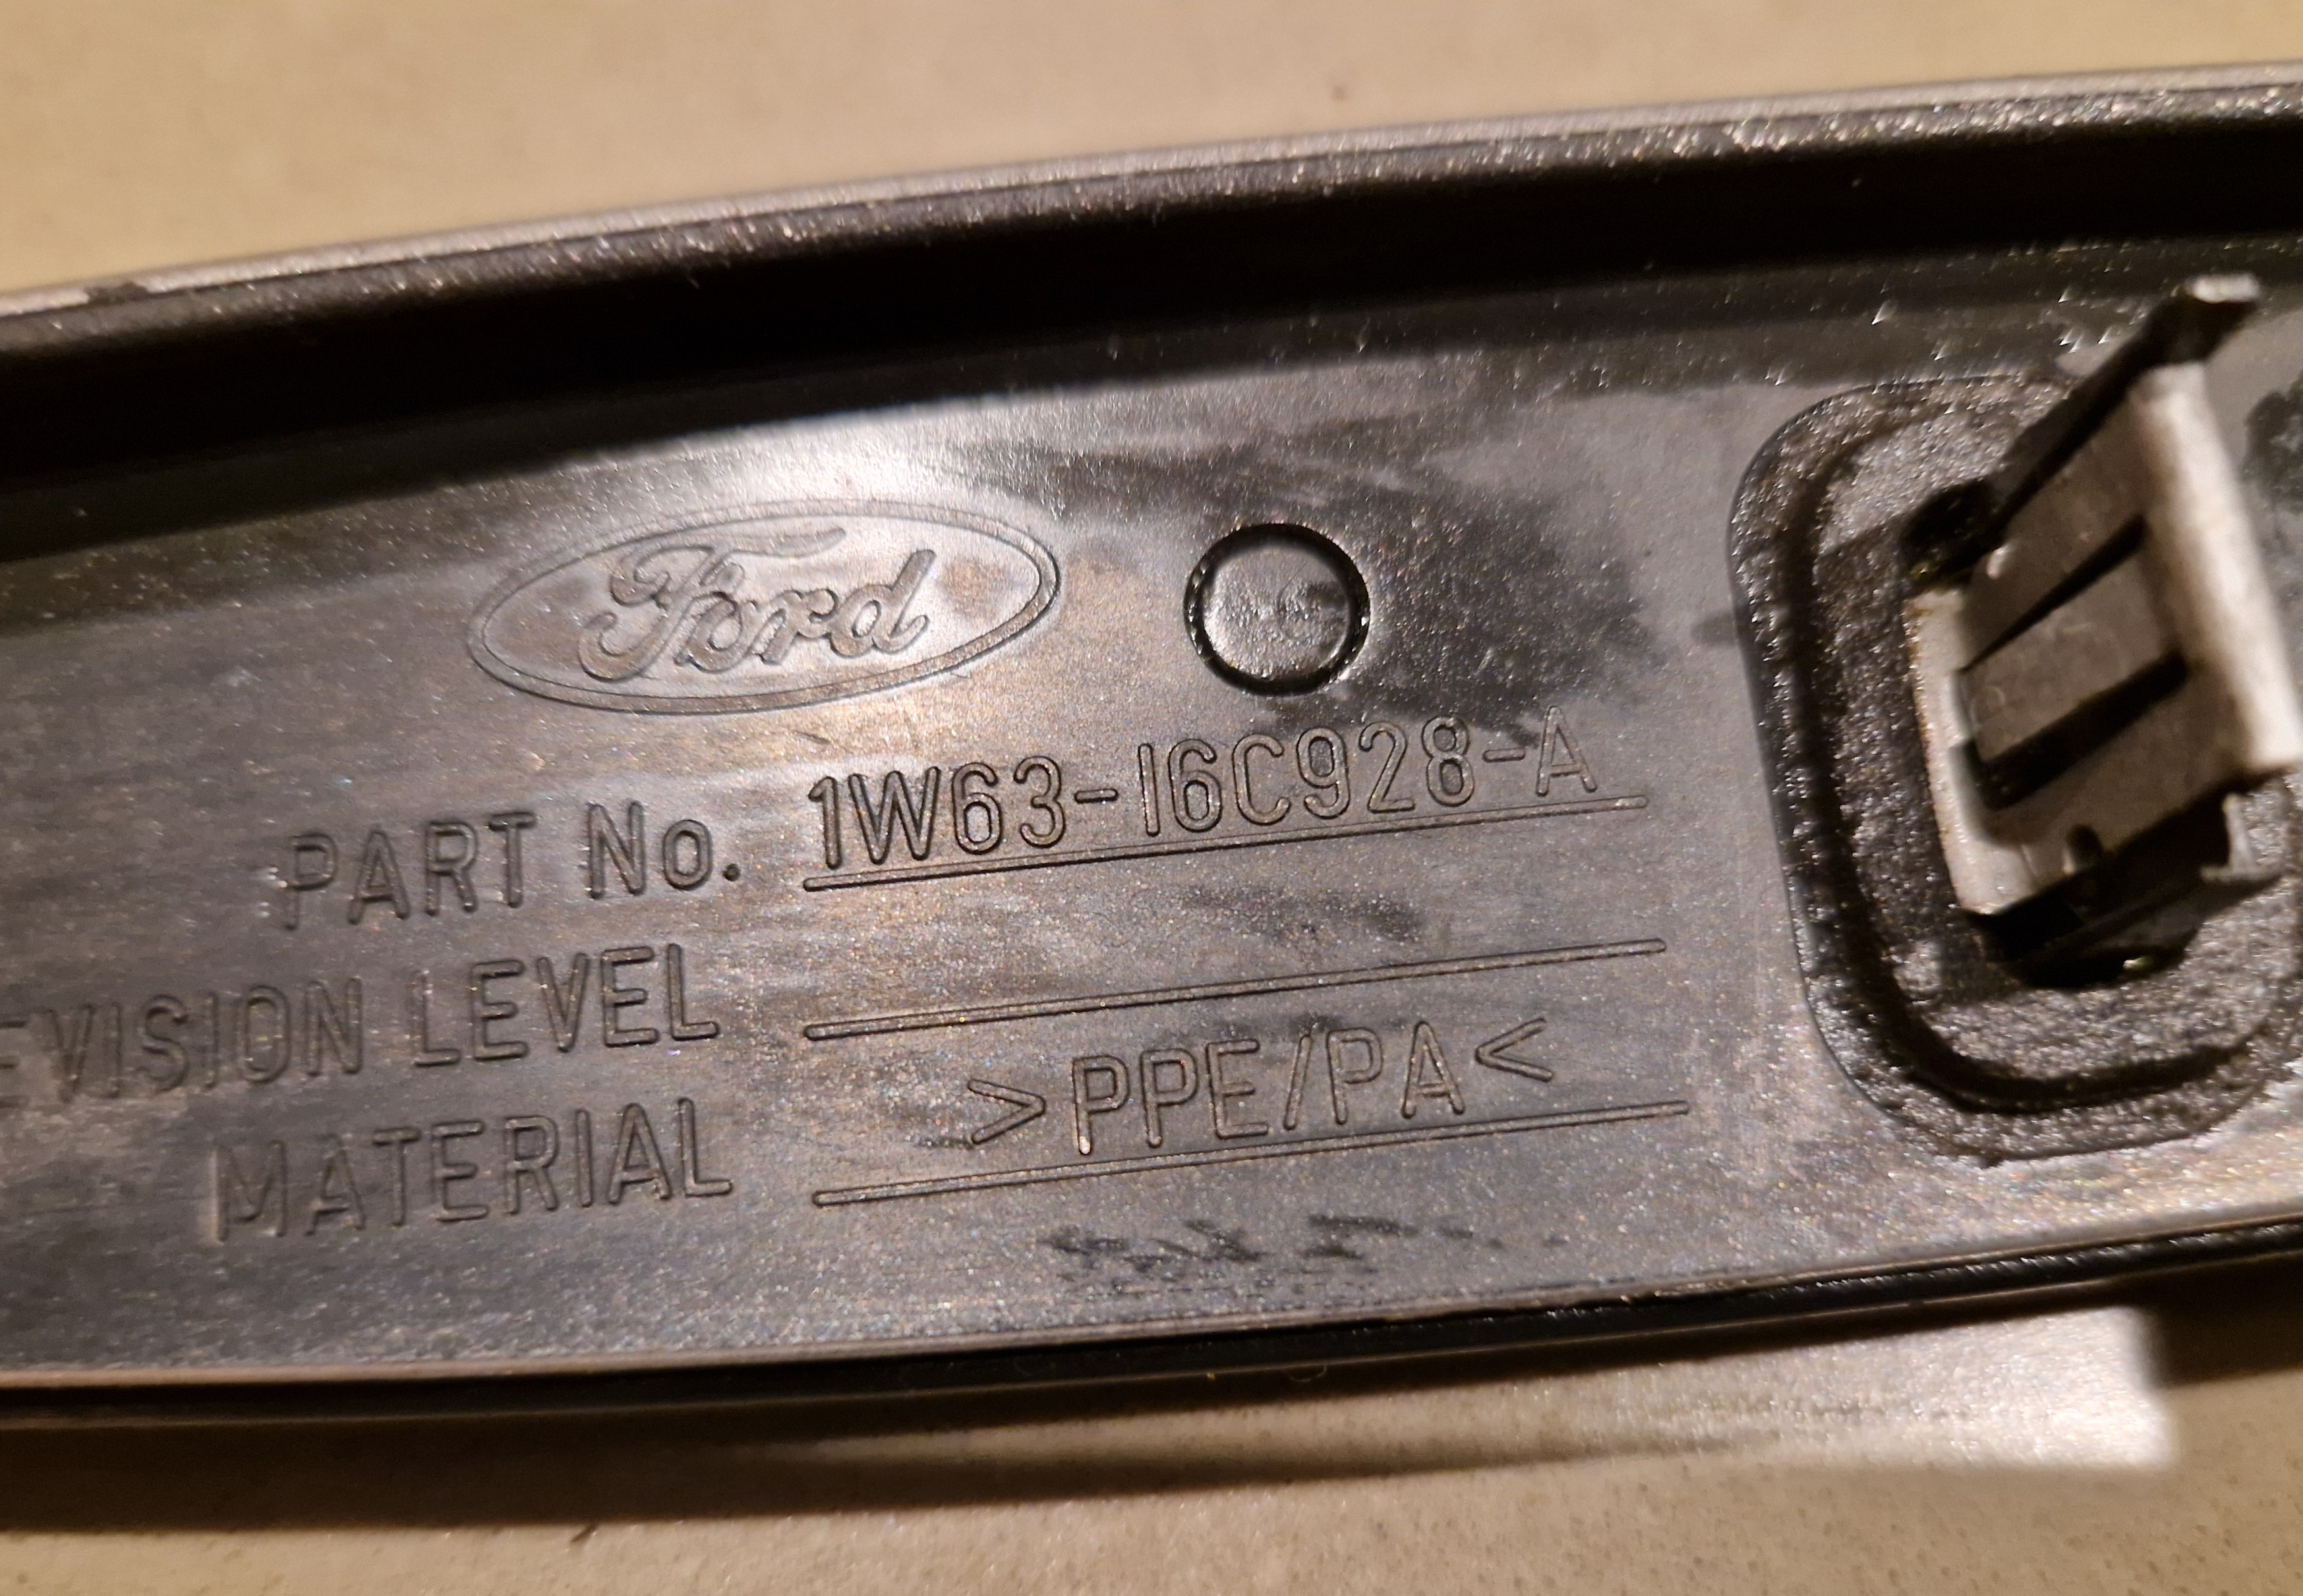 Ford
PART No. 1W63-16C928-A
EVISION LEVEL
MATERIAL >PPE/PA<